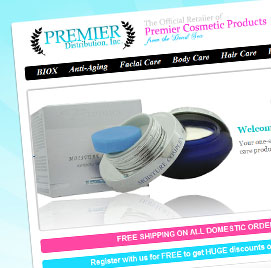 PREMIER
Distribution, Inc
The Official Retailer of
Premier Cosmetic Products
from the Dead Sea
BIOX Anti-Aging Facial Care Body Care Hair Care
Welcome
Your one-s
care produ
FREE SHIPPING ON ALL DOMESTIC ORDE
Register with us for FREE to get HUGE discounts o